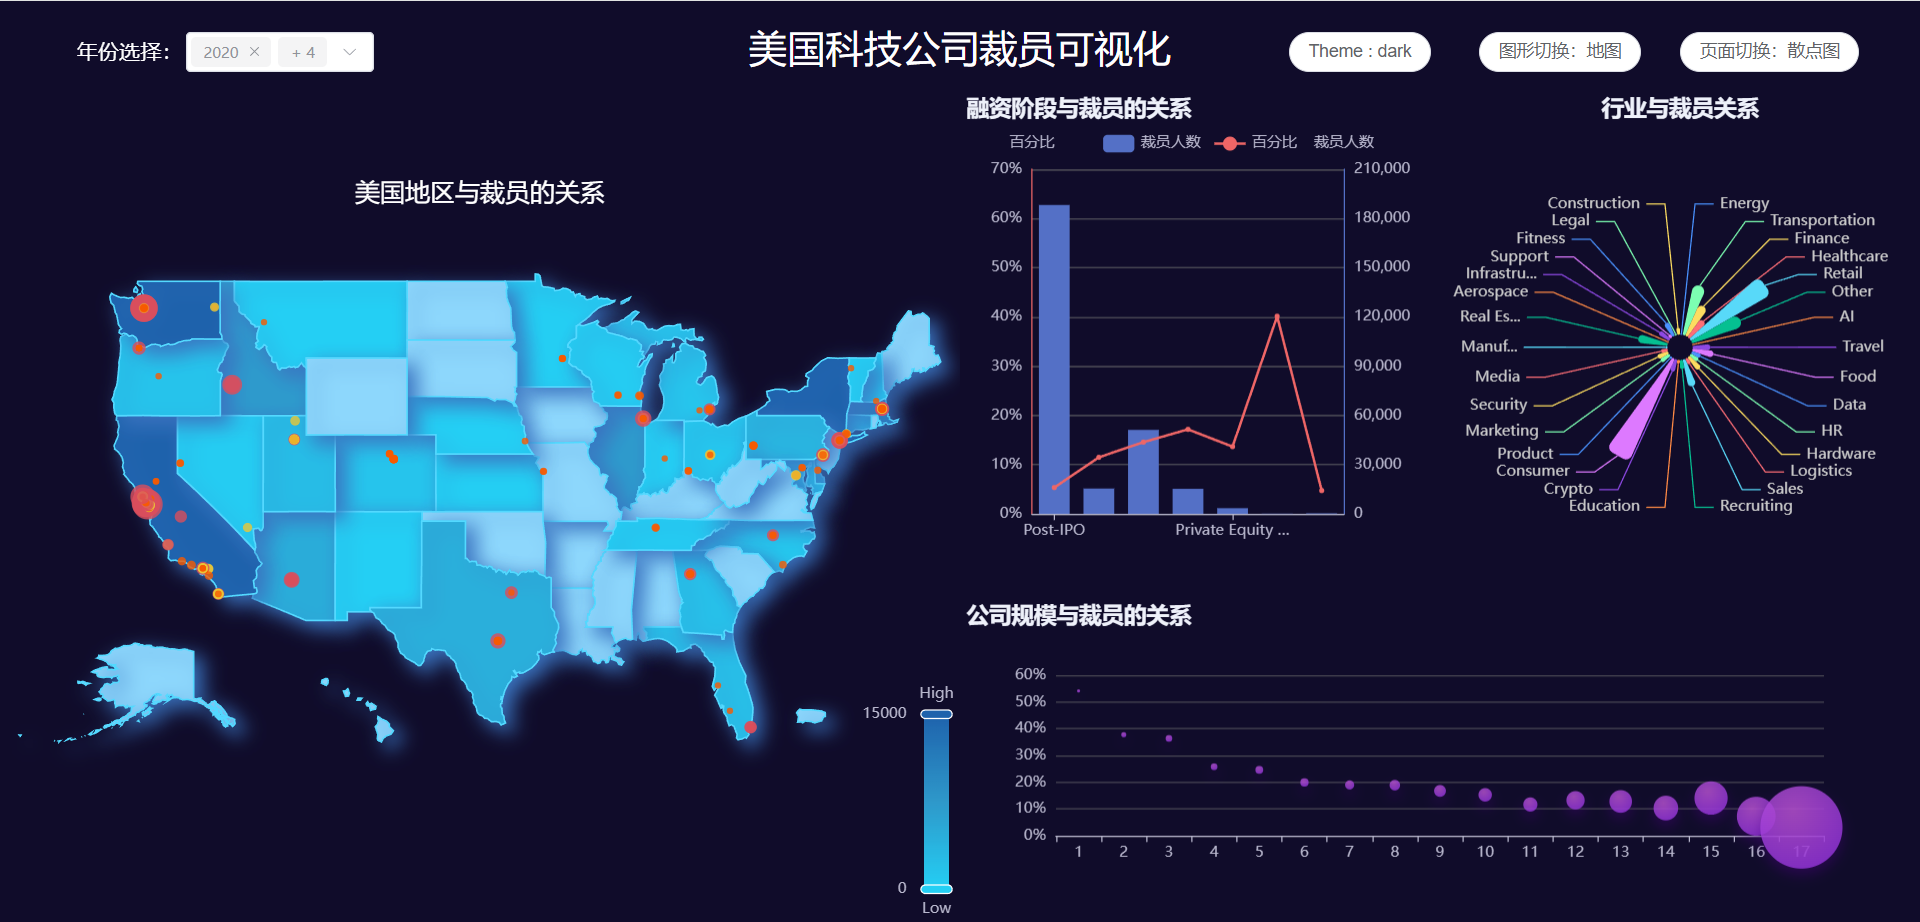 年份选择：
2020 ×
+ 4
美国科技公司裁员可视化
Theme : dark
图形切换：地图
页面切换：散点图
美国地区与裁员的关系
High
15000
0
Low
融资阶段与裁员的关系
百分比
裁员人数
百分比
裁员人数
70%
60%
50%
40%
30%
20%
10%
0%
210,000
180,000
150,000
120,000
90,000
60,000
30,000
0
Post-IPO
Private Equity ...
行业与裁员关系
Construction
Legal
Fitness
Support
Infrastru...
Aerospace
Real Es...
Manuf...
Media
Security
Marketing
Product
Consumer
Crypto
Education
Energy
Transportation
Finance
Healthcare
Retail
Other
AI
Travel
Food
Data
HR
Hardware
Logistics
Sales
Recruiting
公司规模与裁员的关系
60%
50%
40%
30%
20%
10%
0%
1 2 3 4 5 6 7 8 9 10 11 12 13 14 15 16 17